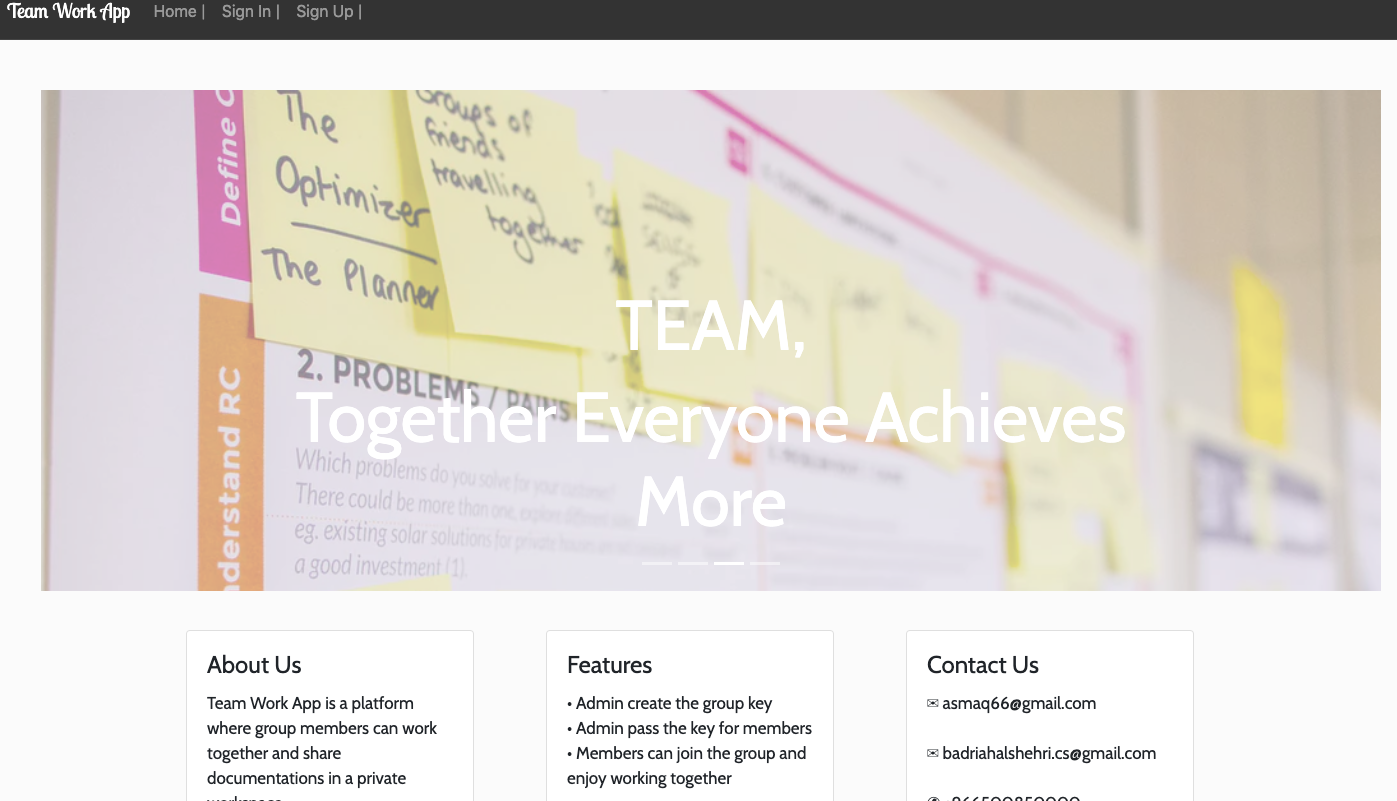 Team Work App Home | Sign In | Sign Up |
Define
The
Optimizer
The Planner
Groups of
friends
travelling
together
2. PROBLEMS / PAINS
Which problems do you solve for your customer?
There could be more than one, explore different
eg. existing solar solutions for private houses are not
a good investment (1).
RC
TEAM,
Together Everyone Achieves
More
About Us
Team Work App is a platform
where group members can work
together and share
documentations in a private
Features
• Admin create the group key
• Admin pass the key for members
• Members can join the group and
enjoy working together
Contact Us
✉ asmaq66@gmail.com
✉ badriahalshehri.cs@gmail.com